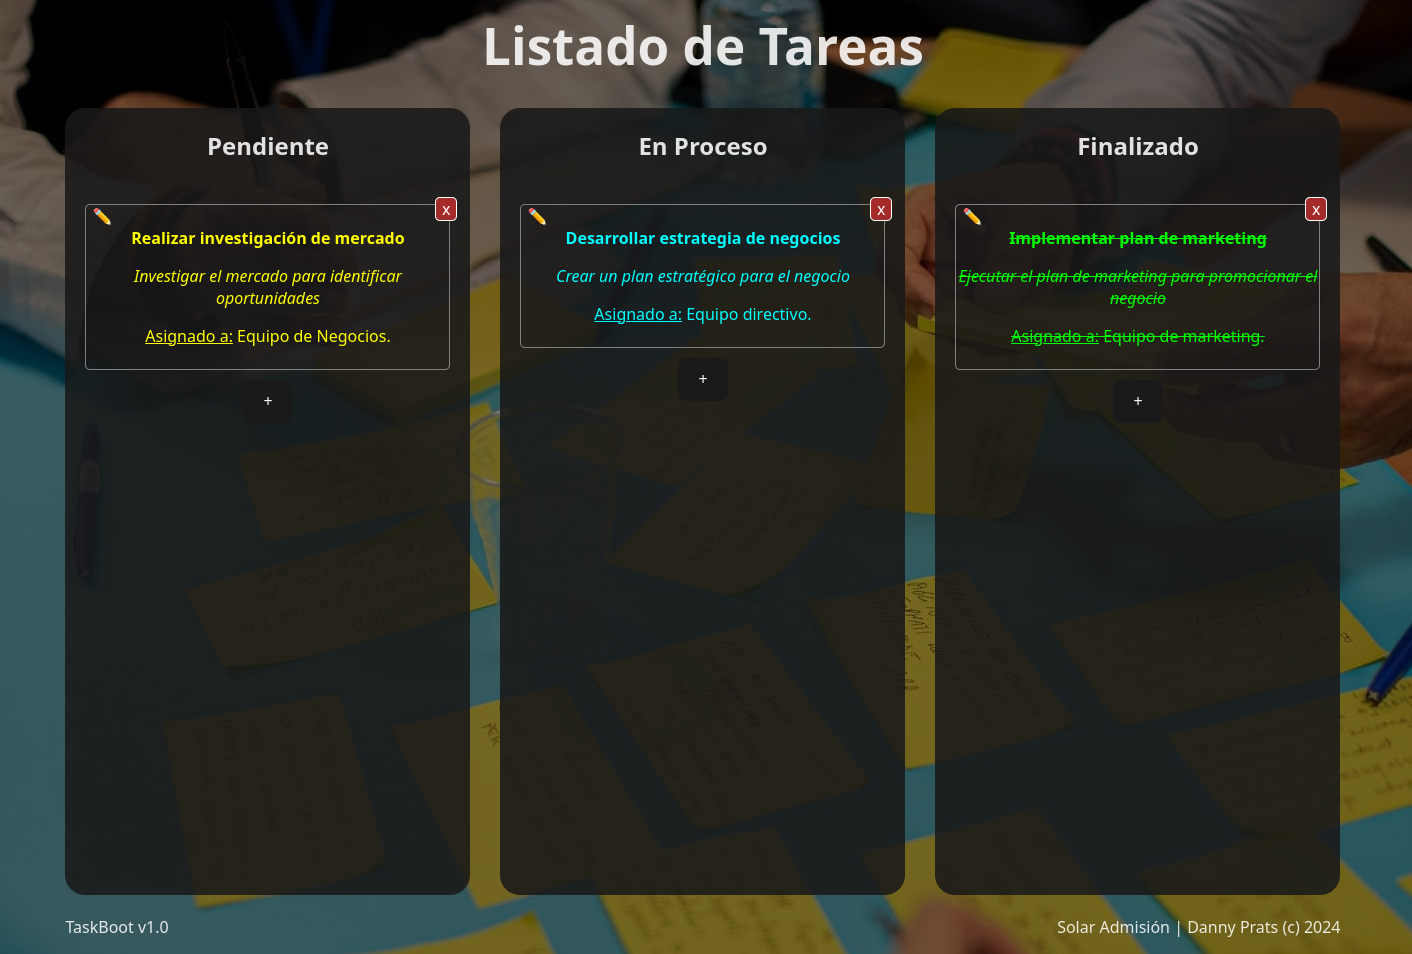 Listado de Tareas
Pendiente
x
Realizar investigación de mercado
Investigar el mercado para identificar
oportunidades
Asignado a: Equipo de Negocios.
+
En Proceso
x
Desarrollar estrategia de negocios
Crear un plan estratégico para el negocio
Asignado a: Equipo directivo.
+
Finalizado
x
Implementar plan de marketing
Ejecutar el plan de marketing para promocionar el
negocio
Asignado a: Equipo de marketing.
+
TaskBoot v1.0
Solar Admisión | Danny Prats (c) 2024